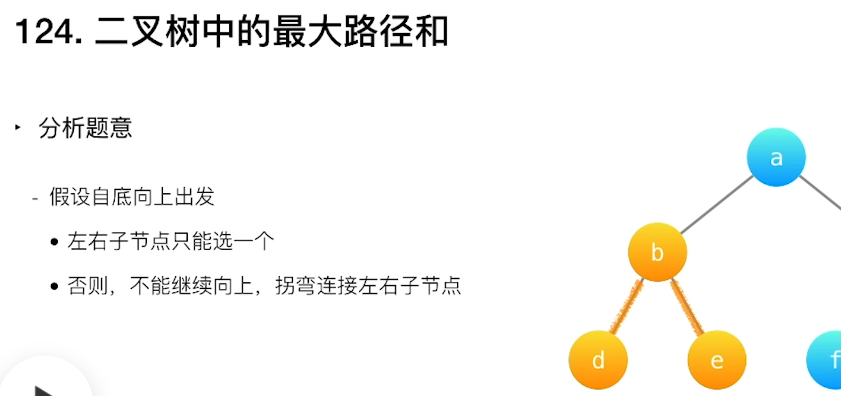 124. 二叉树中的最大路径和
‣ 分析题意
- 假设自底向上出发
• 左右子节点只能选一个
• 否则，不能继续向上，拐弯连接左右子节点
a
b
d
e
f